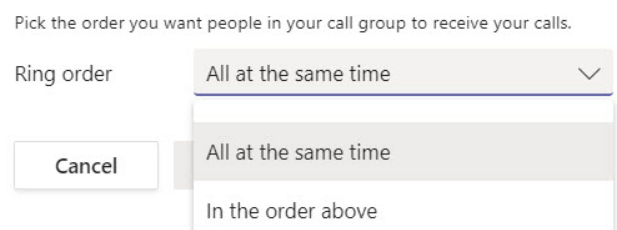 Pick the order you want people in your call group to receive your calls.
Ring order
All at the same time
All at the same time
Cancel
In the order above